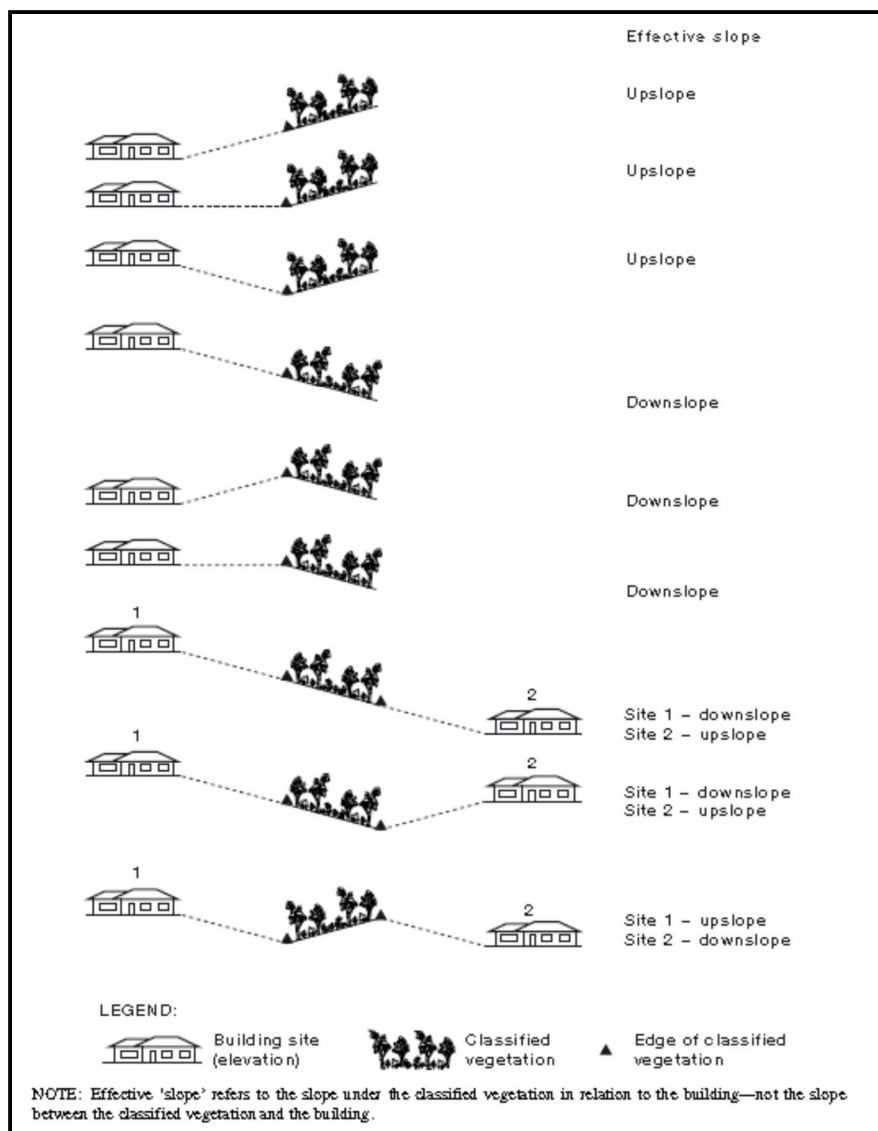 Effective slope
Upslope
Upslope
Upslope
Downslope
Downslope
Downslope
1
2
Site 1 – downslope
Site 2 – upslope
1
2
Site 1 – downslope
Site 2 – upslope
1
2
Site 1 – upslope
Site 2 – downslope
LEGEND:
Building site
(elevation)
Classified
vegetation
Edge of classified
vegetation
NOTE: Effective 'slope' refers to the slope under the classified vegetation in relation to the building—not the slope
between the classified vegetation and the building.